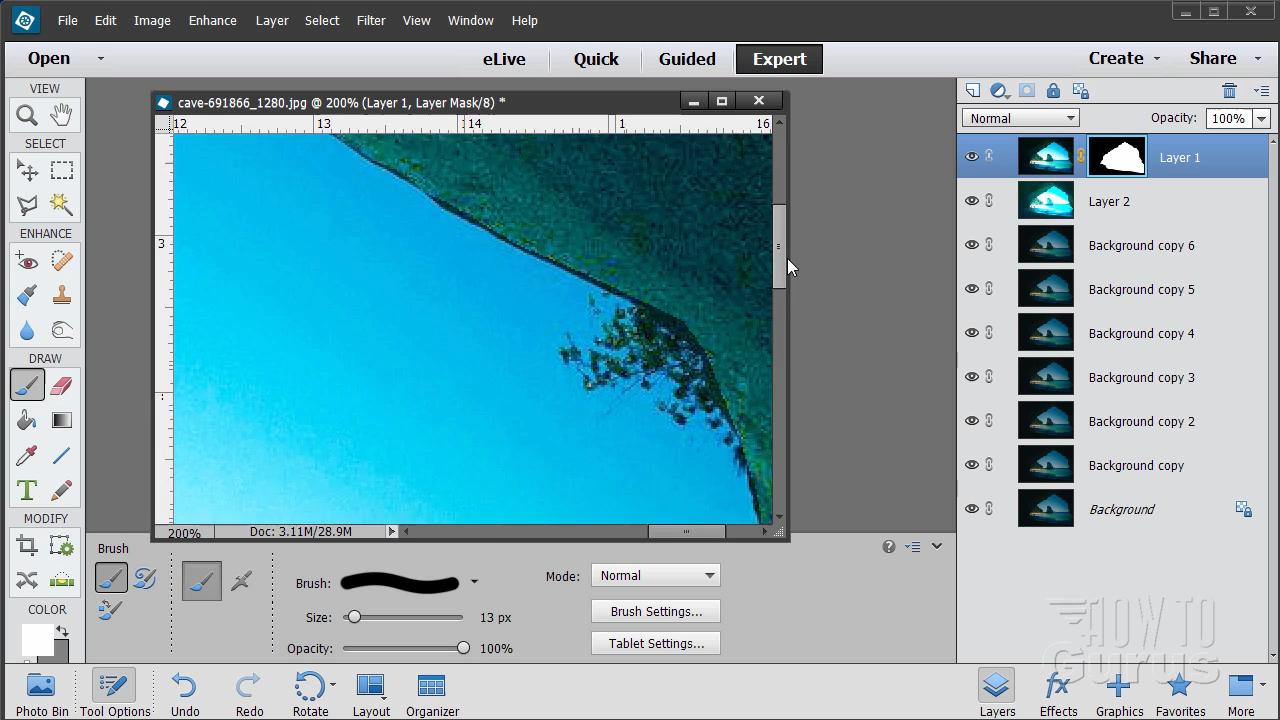 File Edit Image Enhance Layer Select Filter View Window Help
Open eLive Quick Guided Expert Create Share
VIEW
SELECT
ENHANCE
DRAW
MODIFY
COLOR
cave-691866_1280.jpg @ 200% (Layer 1, Layer Mask/8) *
12 13 14 1 16
3
200% Doc: 3.11M/28.9M
Normal Opacity: 100%
Layer 1
Layer 2
Background copy 6
Background copy 5
Background copy 4
Background copy 3
Background copy 2
Background copy
Background
Brush
Brush: Mode: Normal
Size: 13 px Brush Settings...
Opacity: 100% Tablet Settings...
HOW TO
Gurus
Photo Bin Tool Options Undo Redo Rotate Layout Organizer Layers Effects Graphics Favorites More